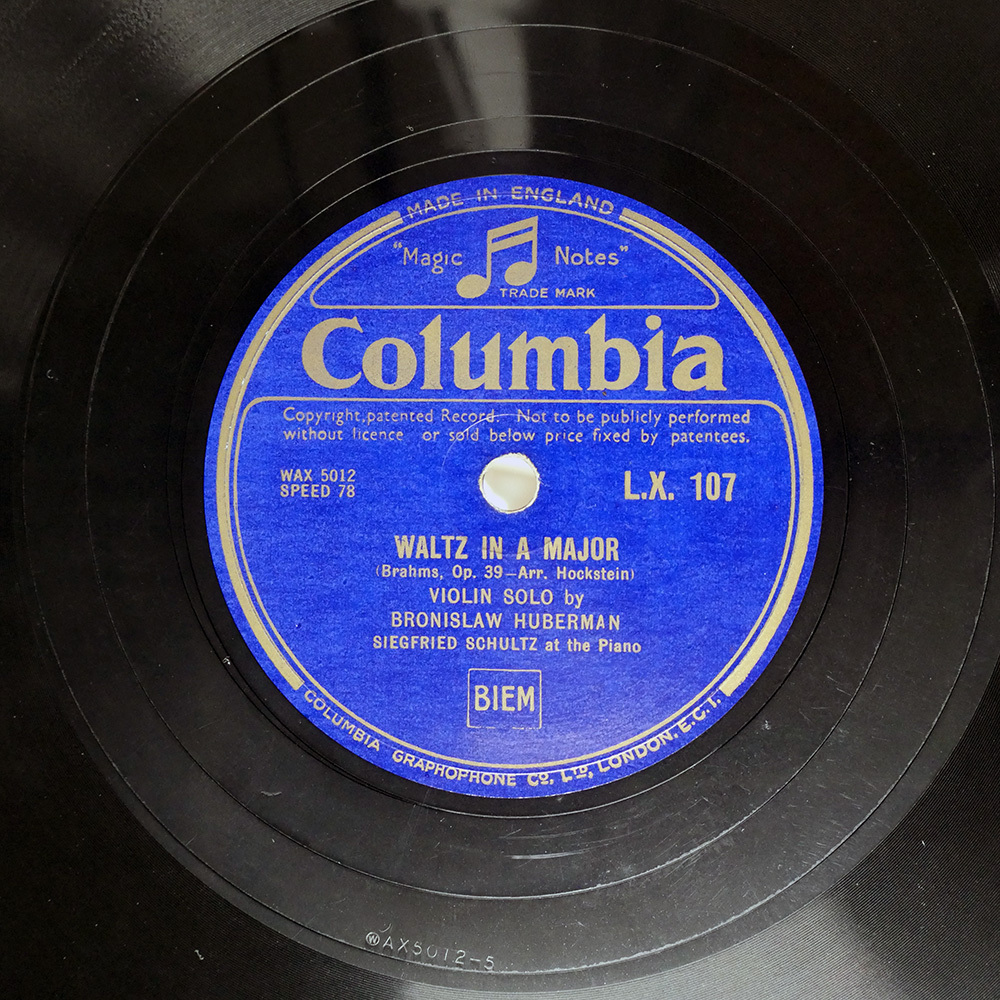 MADE IN ENGLAND
"Magic Notes"
TRADE MARK
Columbia
Copyright, patented Record. Not to be publicly performed
without licence or sold below price fixed by patentees.
WAX 5012
SPEED 78
L.X. 107
WALTZ IN A MAJOR
(Brahms, Op. 39—Arr. Hockstein)
VIOLIN SOLO by
BRONISLAW HUBERMAN
SIEGFRIED SCHULTZ at the Piano
BIEM
COLUMBIA GRAPHOPHONE CO. LTD. LONDON. E.C.1.
WAX5012-5